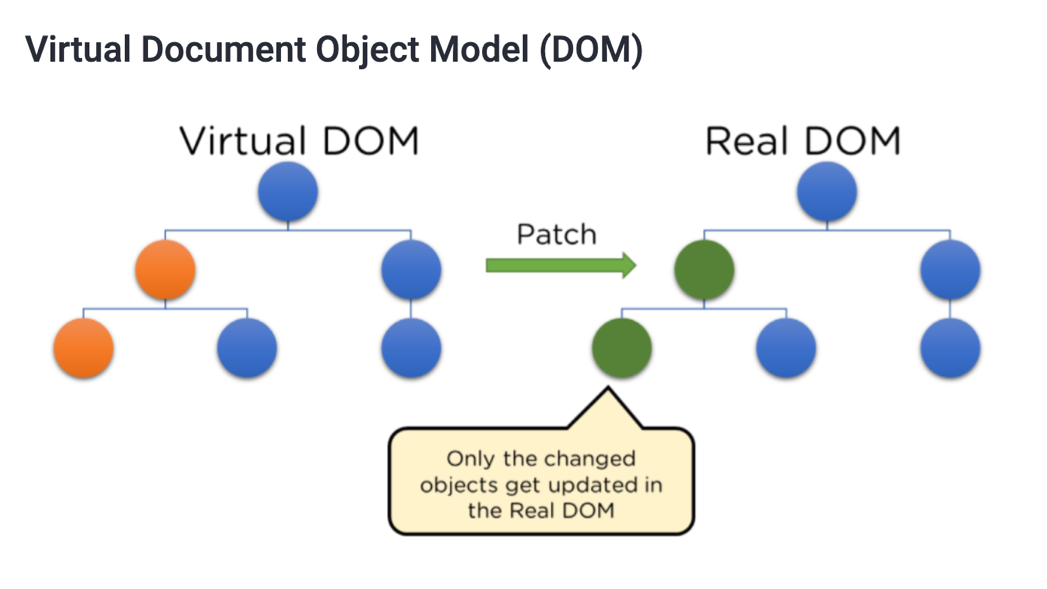 Virtual Document Object Model (DOM)
Virtual DOM
Real DOM
Patch
Only the changed
objects get updated in
the Real DOM